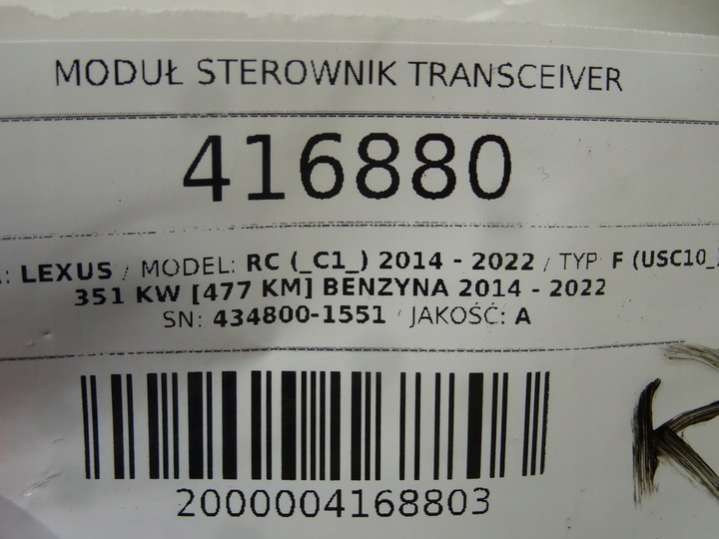 MODUŁ STEROWNIK TRANSCEIVER
416880
LEXUS / MODEL: RC (_C1_) 2014 - 2022 / TYP F (USC10_
351 KW [477 KM] BENZYNA 2014 - 2022
SN: 434800-1551 / JAKOŚĆ: A
2000004168803
K